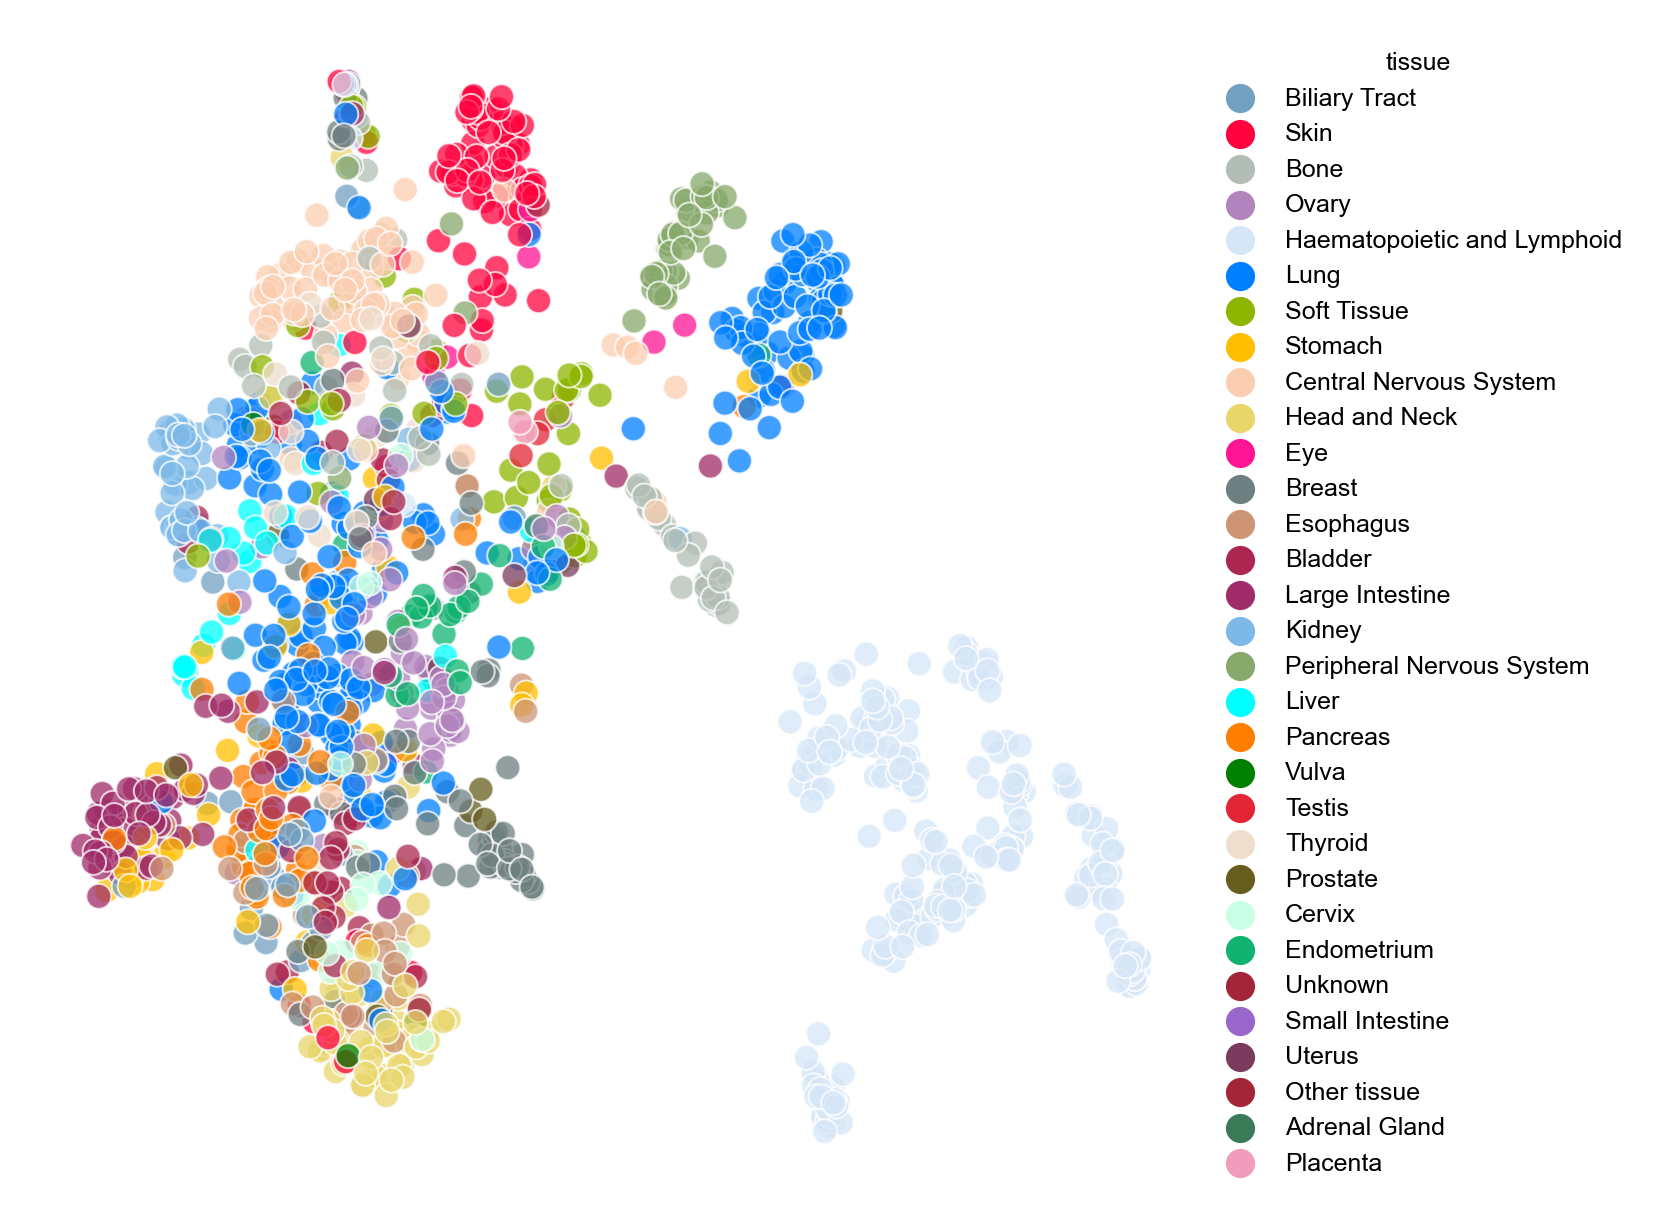 tissue
Biliary Tract
Skin
Bone
Ovary
Haematopoietic and Lymphoid
Lung
Soft Tissue
Stomach
Central Nervous System
Head and Neck
Eye
Breast
Esophagus
Bladder
Large Intestine
Kidney
Peripheral Nervous System
Liver
Pancreas
Vulva
Testis
Thyroid
Prostate
Cervix
Endometrium
Unknown
Small Intestine
Uterus
Other tissue
Adrenal Gland
Placenta